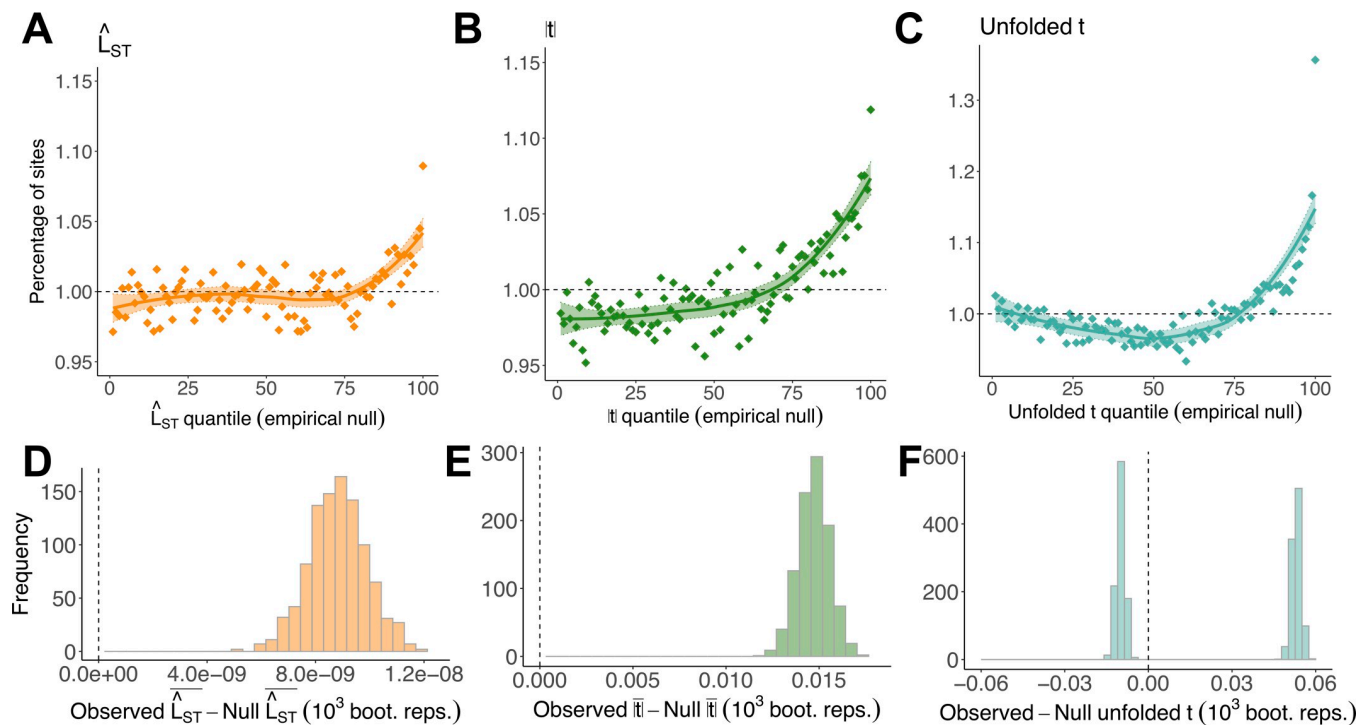 A
L̂ST
Percentage of sites
1.15
1.10
1.05
1.00
0.95
0 25 50 75 100
L̂ST quantile (empirical null)
B
|t|
1.15
1.10
1.05
1.00
0.95
0 25 50 75 100
|t| quantile (empirical null)
C
Unfolded t
1.3
1.2
1.1
1.0
0 25 50 75 100
Unfolded t quantile (empirical null)
D
Frequency
150
100
50
0
0.0e+00 4.0e-09 8.0e-09 1.2e-08
Observed L̂ST – Null L̂ST (10³ boot. reps.)
E
300
200
100
0
0.000 0.005 0.010 0.015
Observed |t| – Null |t| (10³ boot. reps.)
F
600
400
200
0
−0.06 −0.03 0.00 0.03 0.06
Observed – Null unfolded t (10³ boot. reps.)